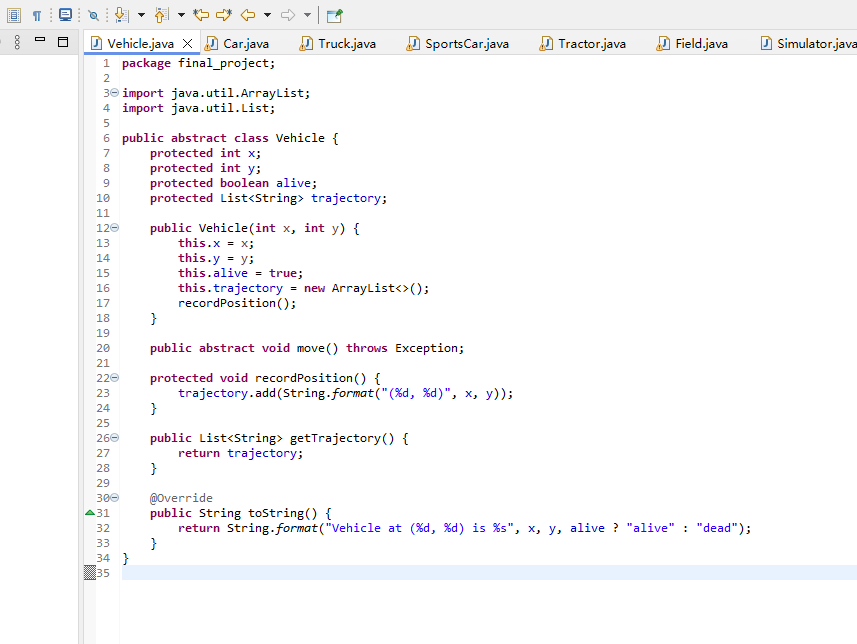 Vehicle.java Car.java Truck.java SportsCar.java Tractor.java Field.java Simulator.java
1 package final_project;
2
3 import java.util.ArrayList;
4 import java.util.List;
5
6 public abstract class Vehicle {
7     protected int x;
8     protected int y;
9     protected boolean alive;
10     protected List<String> trajectory;
11
12     public Vehicle(int x, int y) {
13         this.x = x;
14         this.y = y;
15         this.alive = true;
16         this.trajectory = new ArrayList<>();
17         recordPosition();
18     }
19
20     public abstract void move() throws Exception;
21
22     protected void recordPosition() {
23         trajectory.add(String.format("(%d, %d)", x, y));
24     }
25
26     public List<String> getTrajectory() {
27         return trajectory;
28     }
29
30     @Override
31     public String toString() {
32         return String.format("Vehicle at (%d, %d) is %s", x, y, alive ? "alive" : "dead");
33     }
34 }
35